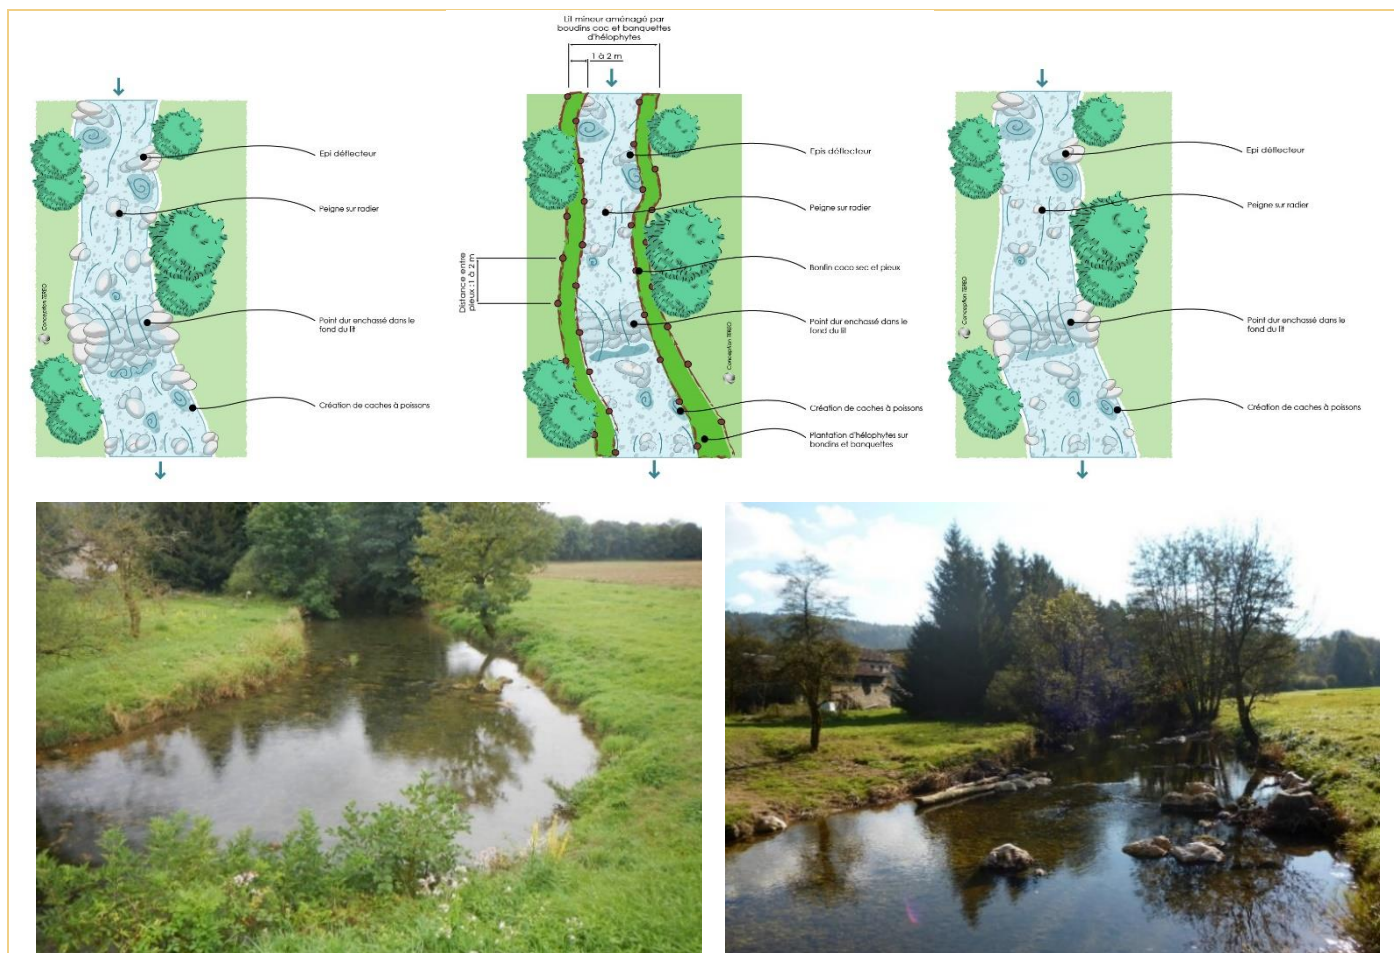 Epi déflecteur
Peigne sur radier
Point dur enchassé dans le
fond du lit
Création de caches à poissons
Conception TEREO
Lit mineur aménagé par
boudins coc et banquettes
d'hélophytes
1 à 2 m
Distance entre
pieux : 1 à 2 m
Epis déflecteur
Peigne sur radier
Bonfin coco sec et pieux
Point dur enchassé dans le
fond du lit
Création de caches à poissons
Plantation d'hélophytes sur
bondins et banquettes
Conception TEREO
Epi déflecteur
Peigne sur radier
Point dur enchassé dans le
fond du lit
Création de caches à poissons
Conception TEREO